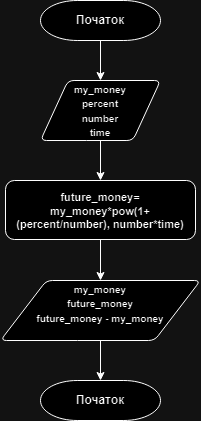 Початок
my_money
percent
number
time
future_money=
my_money*pow(1+
(percent/number), number*time)
my_money
future_money
future_money - my_money
Початок